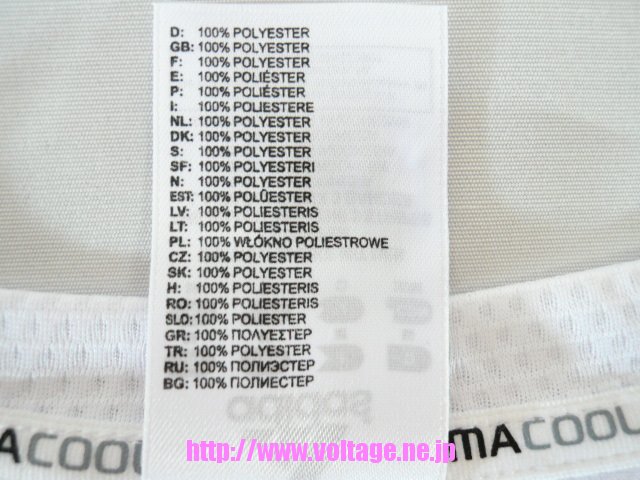 D: 100% POLYESTER
GB: 100% POLYESTER
F: 100% POLYESTER
E: 100% POLIÉSTER
P: 100% POLIÉSTER
I: 100% POLIESTERE
NL: 100% POLYESTER
DK: 100% POLYESTER
S: 100% POLYESTER
SF: 100% POLYESTERI
N: 100% POLYESTER
EST: 100% POLÜESTER
LV: 100% POLIESTERIS
LT: 100% POLIESTERIS
PL: 100% WŁÓKNO POLIESTROWE
CZ: 100% POLYESTER
SK: 100% POLYESTER
H: 100% POLIESTERIS
RO: 100% POLIESTERIS
SLO: 100% POLIESTER
GR: 100% ΠΟΛΥΕΣΤΕΡ
TR: 100% POLYESTER
RU: 100% ПОЛИЭСТЕР
BG: 100% ПОЛИЕСТЕР
MACOOL
MACOOL
http://www.voltage.ne.jp